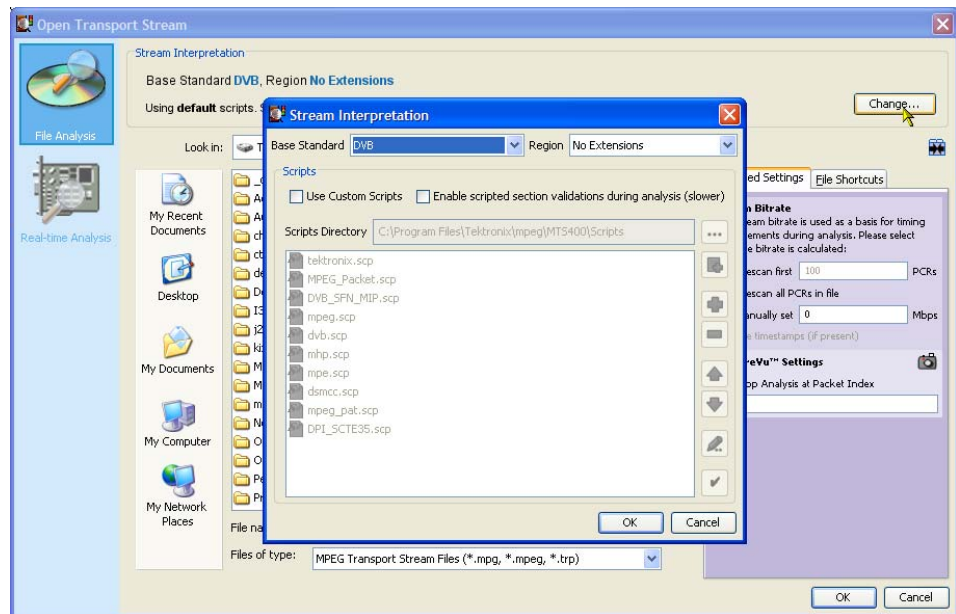 Open Transport Stream
File Analysis
Real-time Analysis
Stream Interpretation
Base Standard DVB, Region No Extensions
Using default scripts.
Change...
Look in:
My Recent
Documents
Desktop
My Documents
My Computer
My Network
Places
File na
Files of type:
MPEG Transport Stream Files (*.mpg, *.mpeg, *.trp)
Stream Interpretation
Base Standard DVB Region No Extensions
Scripts
Use Custom Scripts Enable scripted section validations during analysis (slower)
Scripts Directory C:\Program Files\Tektronix\mpeg\MTS400\Scripts
tektronix.scp
MPEG_Packet.scp
DVB_SFN_MIP.scp
mpeg.scp
dvb.scp
mhp.scp
mpe.scp
dsmcc.scp
mpeg_pat.scp
DPI_SCTE35.scp
OK Cancel
ed Settings File Shortcuts
Bitrate
eam bitrate is used as a basis for timing
ements during analysis. Please select
e bitrate is calculated:
escan first 100 PCRs
escan all PCRs in file
anually set 0 Mbps
timestamps (if present)
eVu™ Settings
op Analysis at Packet Index
OK Cancel